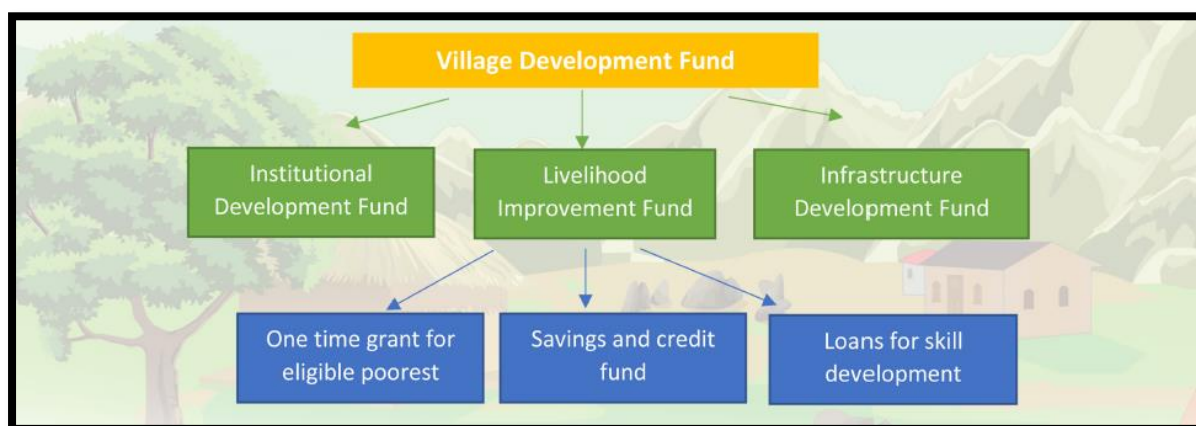 Village Development Fund
Institutional
Development Fund
Livelihood
Improvement Fund
Infrastructure
Development Fund
One time grant for
eligible poorest
Savings and credit
fund
Loans for skill
development